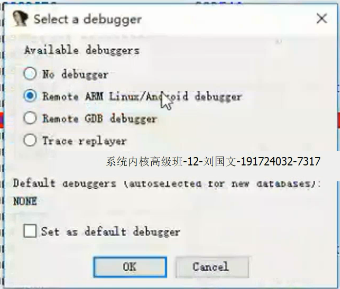 Select a debugger
Available debuggers
No debugger
Remote ARM Linux/Android debugger
Remote GDB debugger
Trace replayer
系统内核高级班-12-刘国文-191724032-7317
Default debuggers (autoselected for new databases):
NONE
Set as default debugger
OK
Cancel